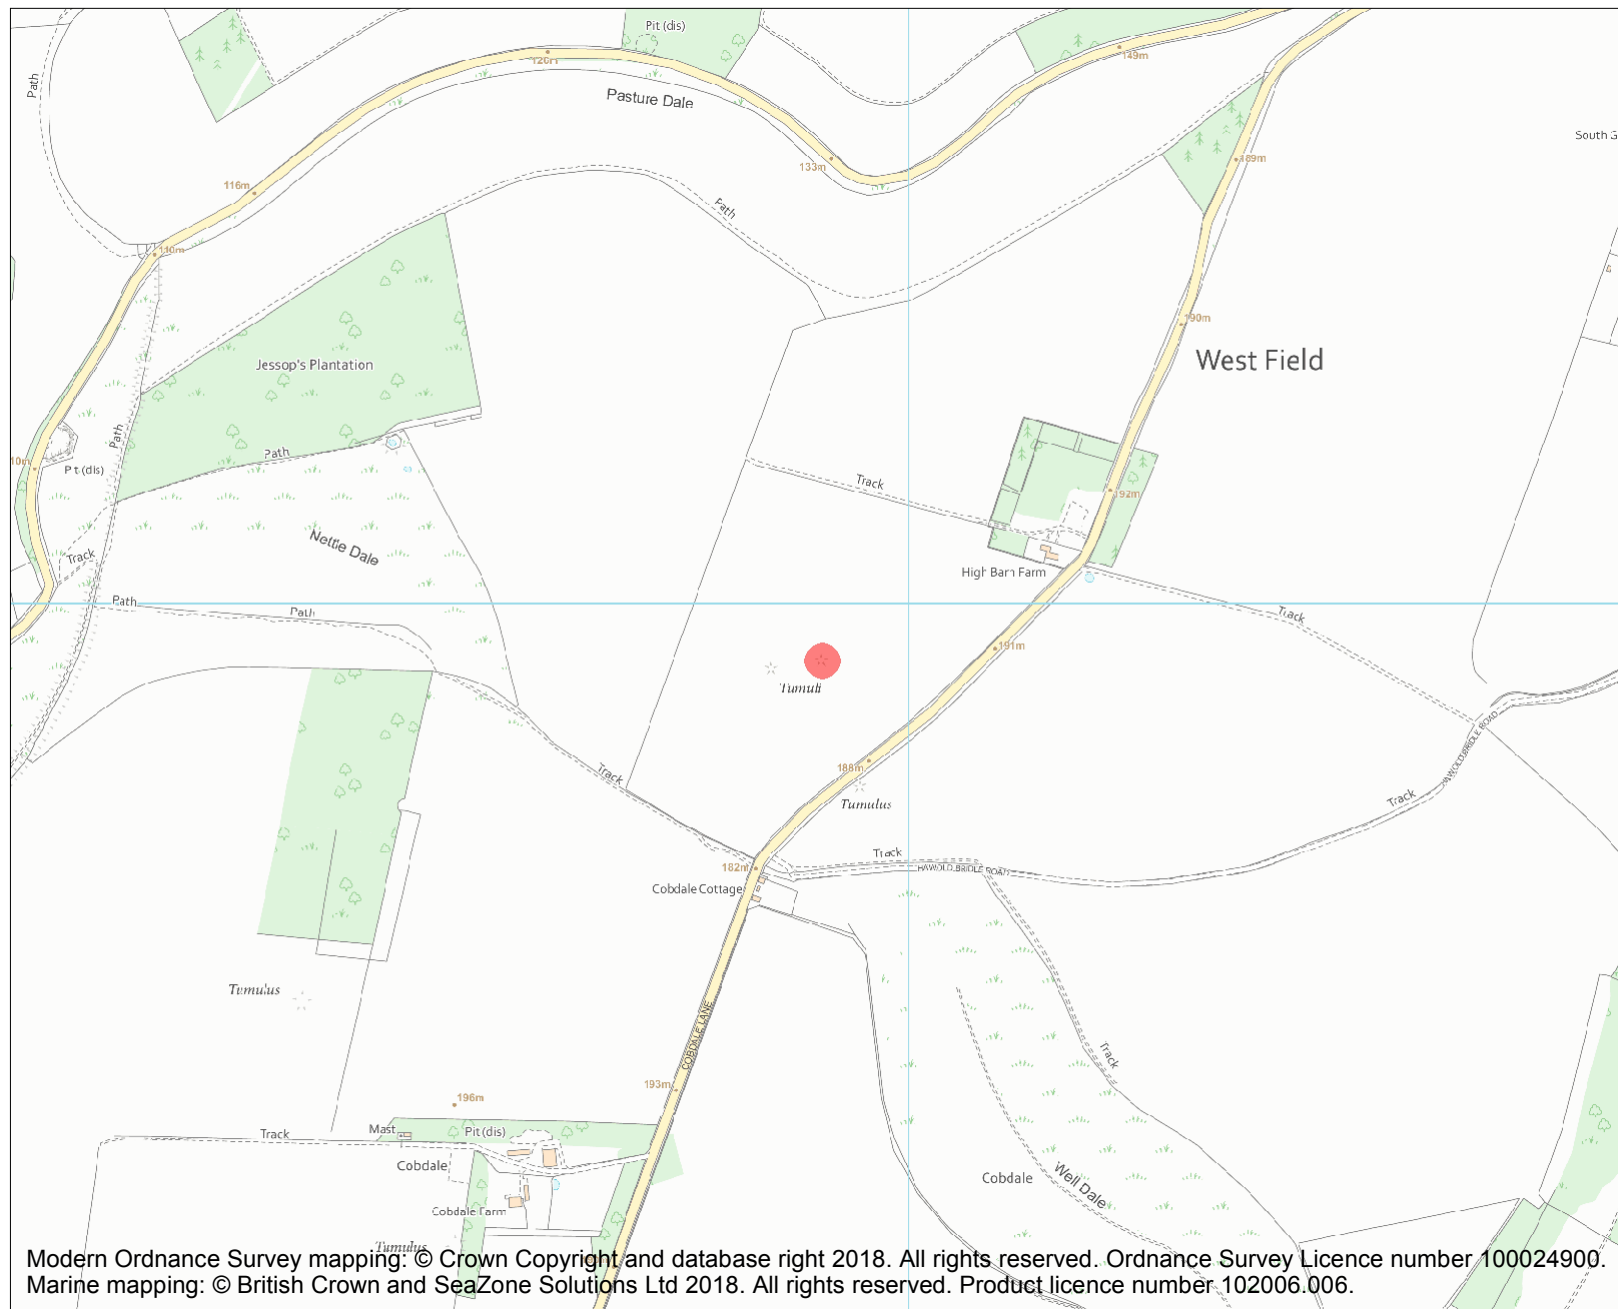 Pit (dis)
Path
Pasture Dale
149m
133m
South G
189m
116m
Path
110m
190m
West Field
Jessop's Plantation
Path
Path
10m
Pit (dis)
Track
192m
Nettle Dale
Track
High Barn Farm
Path
Path
Track
191m
Tumuli
188m
Track
Tumulus
Track
HAWOLD BRIDLE ROAD
Track
182m
HAWOLD BRIDLE ROAD
Cobdale Cottage
Tumulus
COBDALE LANE
Track
193m
196m
Mast
Pit (dis)
Track
Cobdale
Cobdale
Well Dale
Cobdale Farm
Tumulus
Modern Ordnance Survey mapping: © Crown Copyright and database right 2018. All rights reserved. Ordnance Survey Licence number 100024900.
Marine mapping: © British Crown and SeaZone Solutions Ltd 2018. All rights reserved. Product licence number 102006.006.